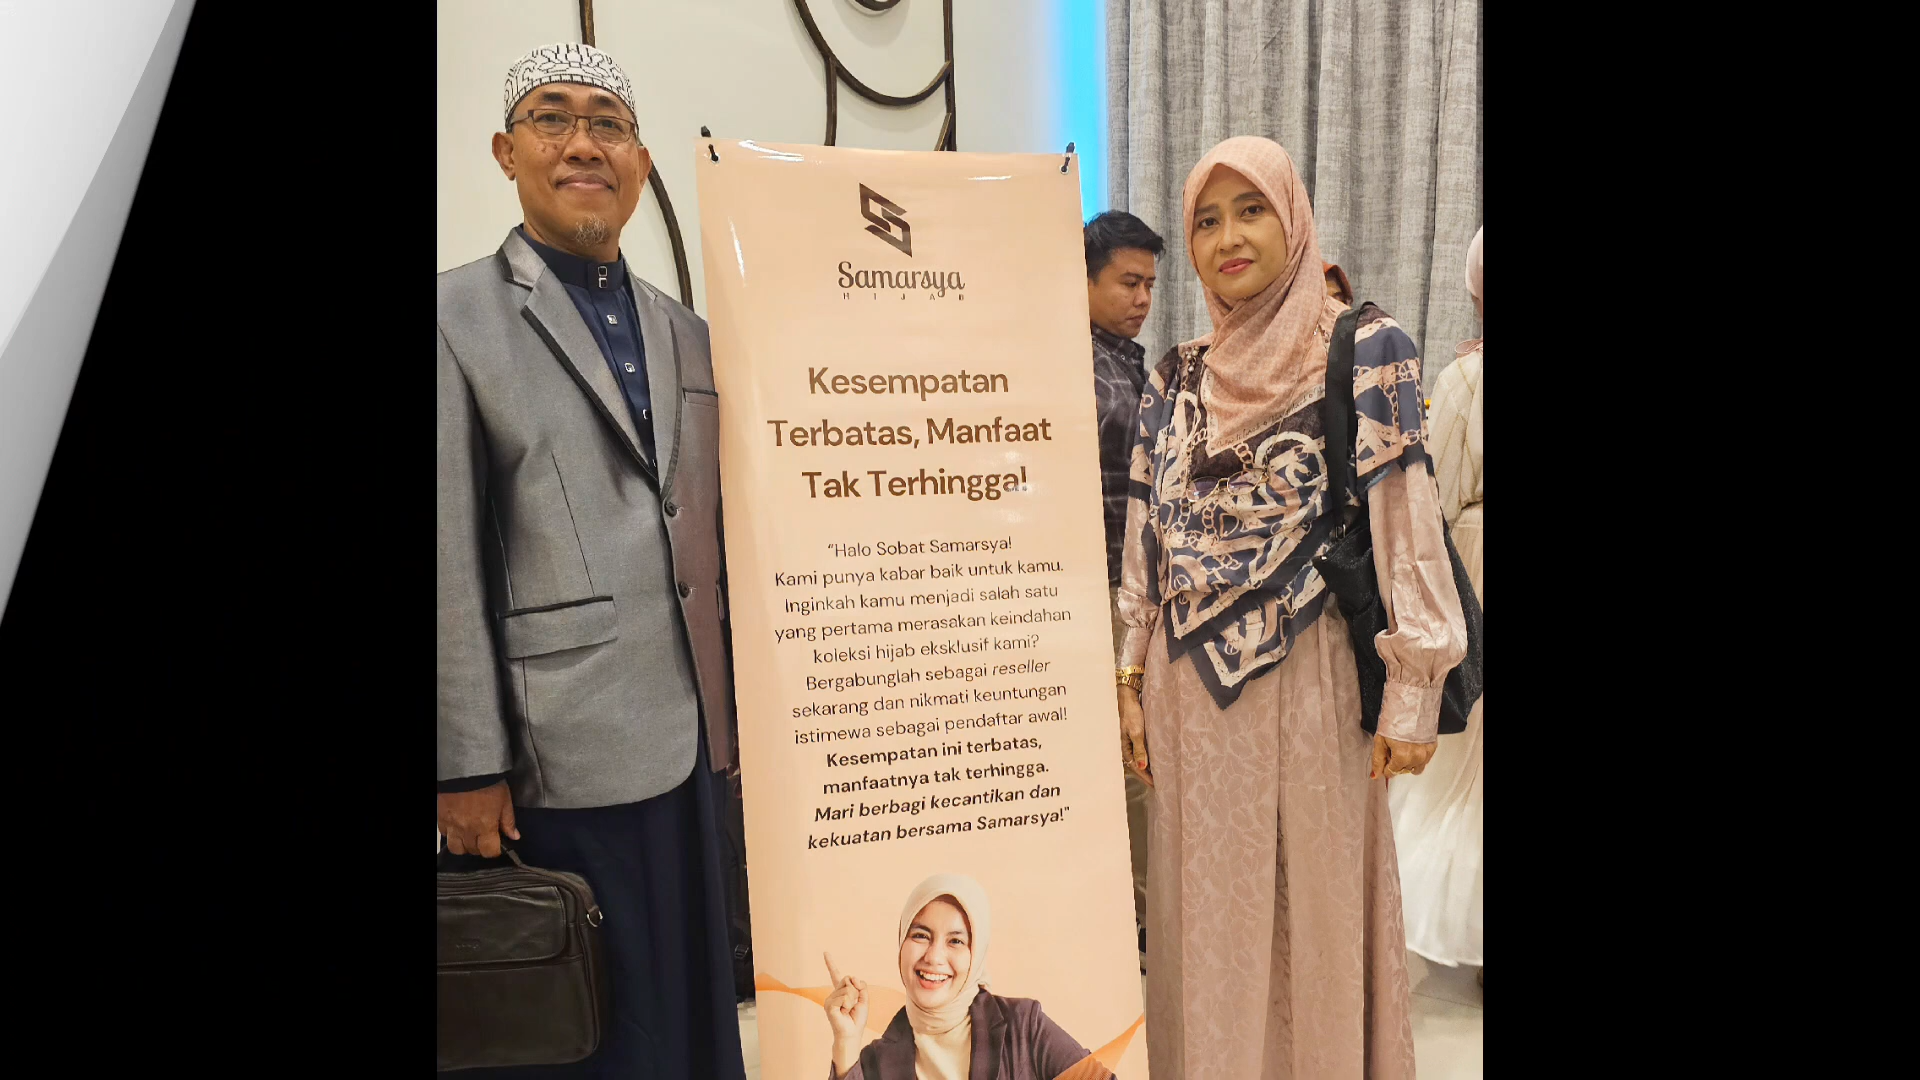 Samarsya
HIJAB
Kesempatan
Terbatas, Manfaat
Tak Terhingga!
“Halo Sobat Samarsya!
Kami punya kabar baik untuk kamu.
Inginkah kamu menjadi salah satu
yang pertama merasakan keindahan
koleksi hijab eksklusif kami?
Bergabunglah sebagai reseller
sekarang dan nikmati keuntungan
istimewa sebagai pendaftar awal!
Kesempatan ini terbatas,
manfaatnya tak terhingga.
Mari berbagi kecantikan dan
kekuatan bersama Samarsya!"